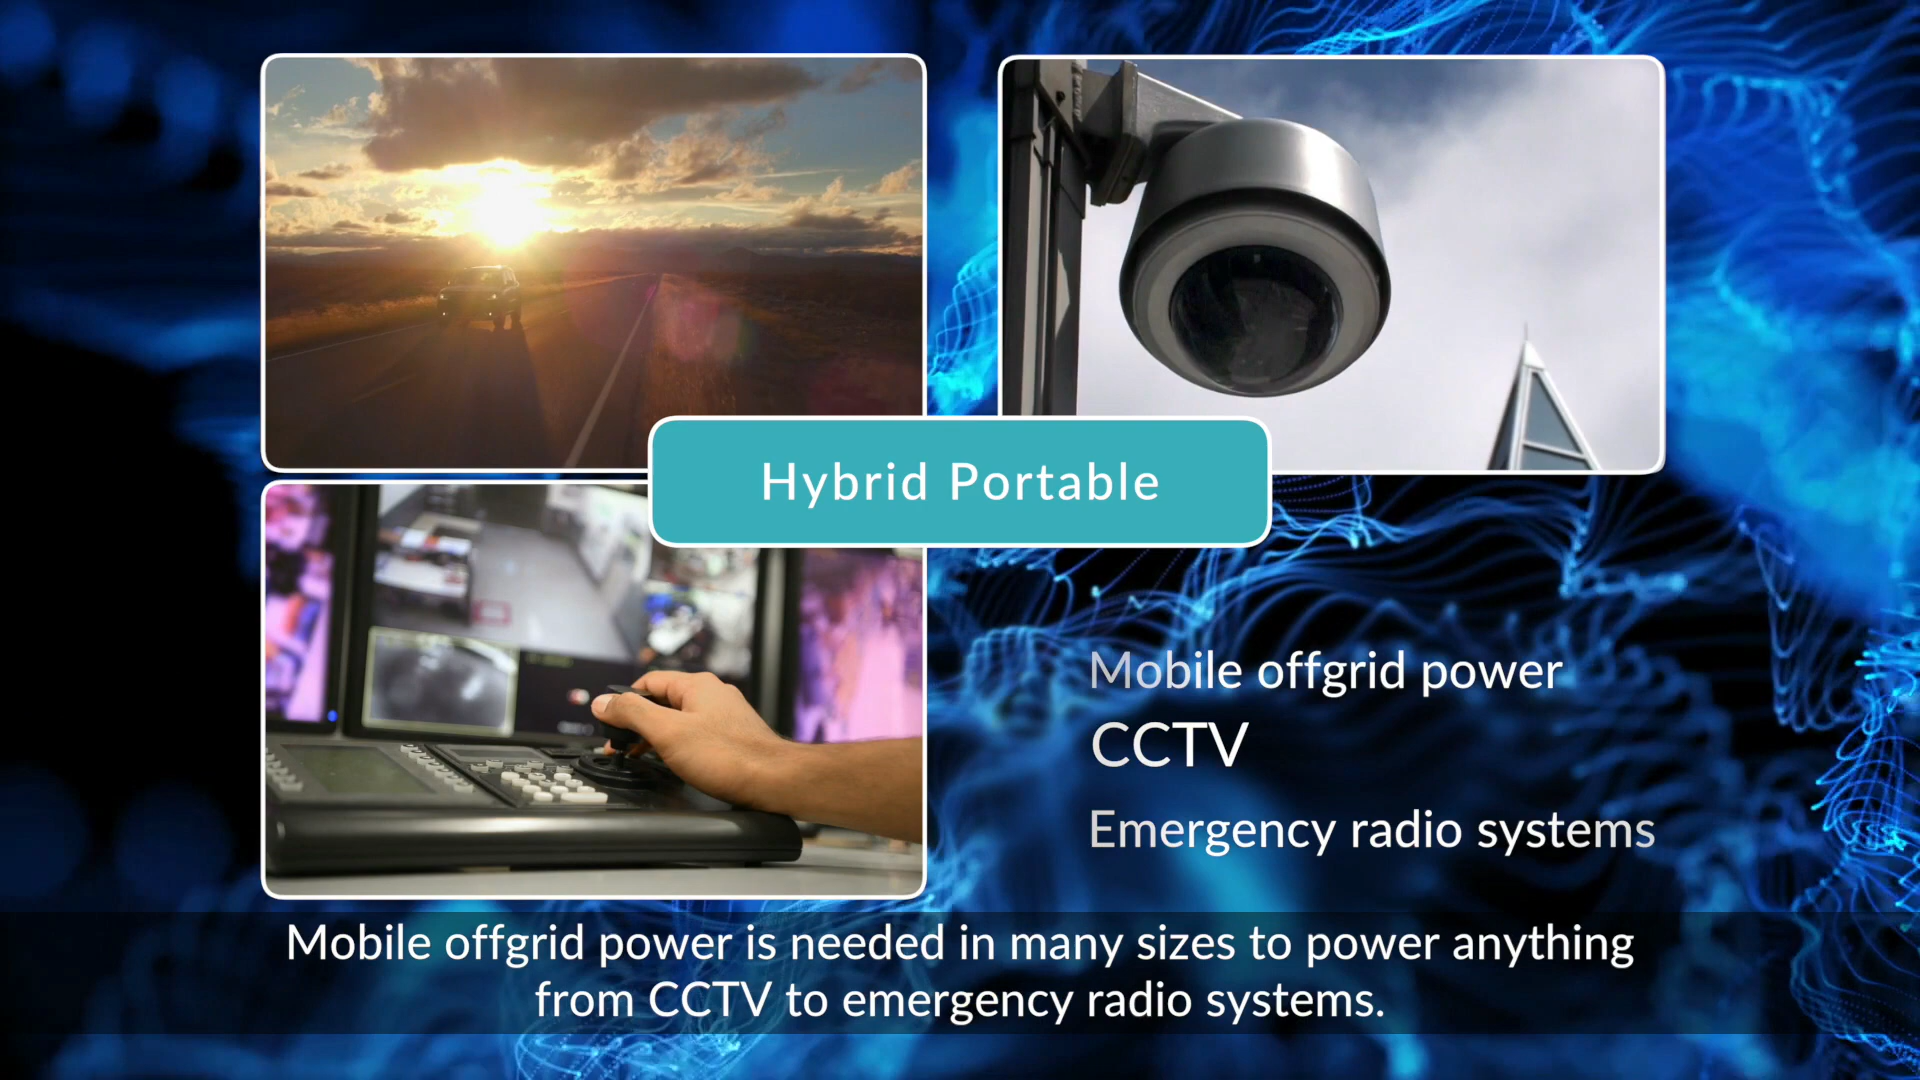 Hybrid Portable
Mobile offgrid power
CCTV
Emergency radio systems
Mobile offgrid power is needed in many sizes to power anything
from CCTV to emergency radio systems.